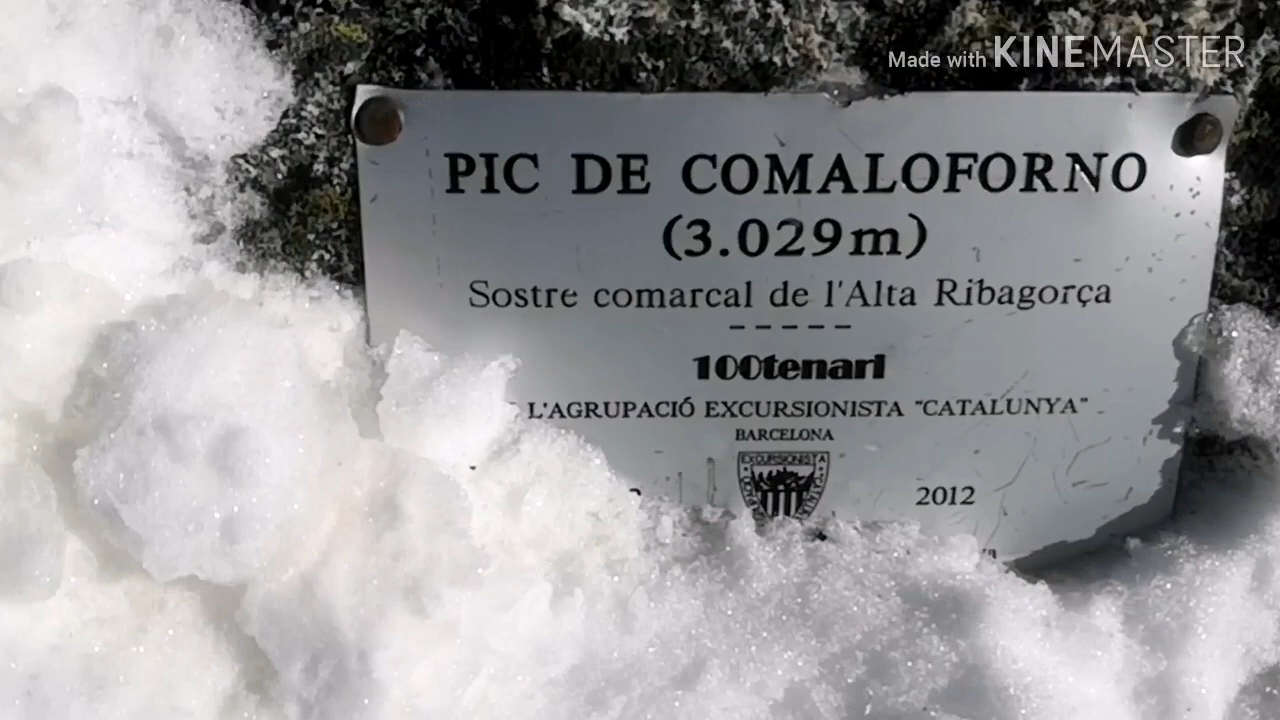 Made with KINEMASTER
PIC DE COMALOFORNO
(3.029m)
Sostre comarcal de l'Alta Ribagorça
-----
100tenari
L'AGRUPACIÓ EXCURSIONISTA "CATALUNYA"
BARCELONA
EXCURSIONISTA
2012